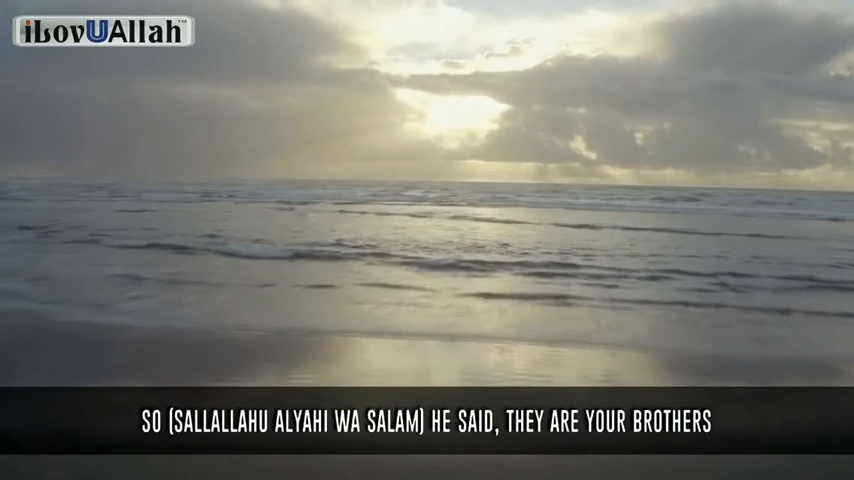 iLovUAllah™
SO (SALLALLAHU ALYAHI WA SALAM) HE SAID, THEY ARE YOUR BROTHERS